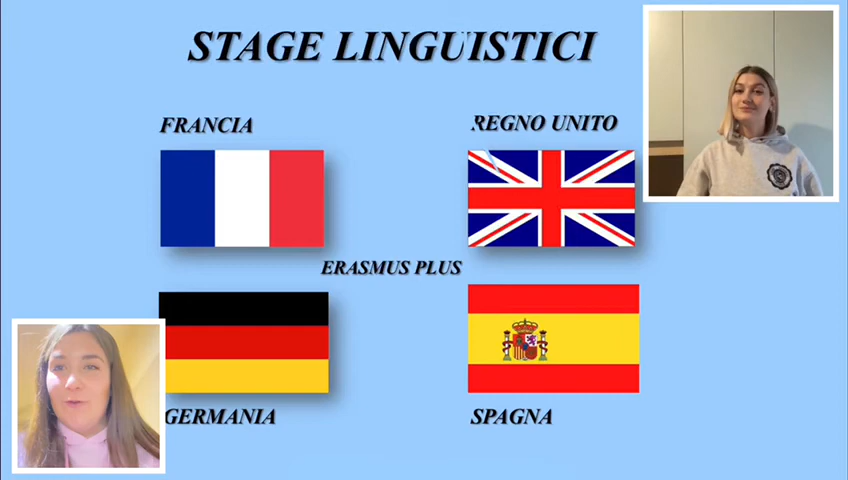 STAGE LINGUISTICI
FRANCIA
REGNO UNITO
ERASMUS PLUS
GERMANIA
SPAGNA